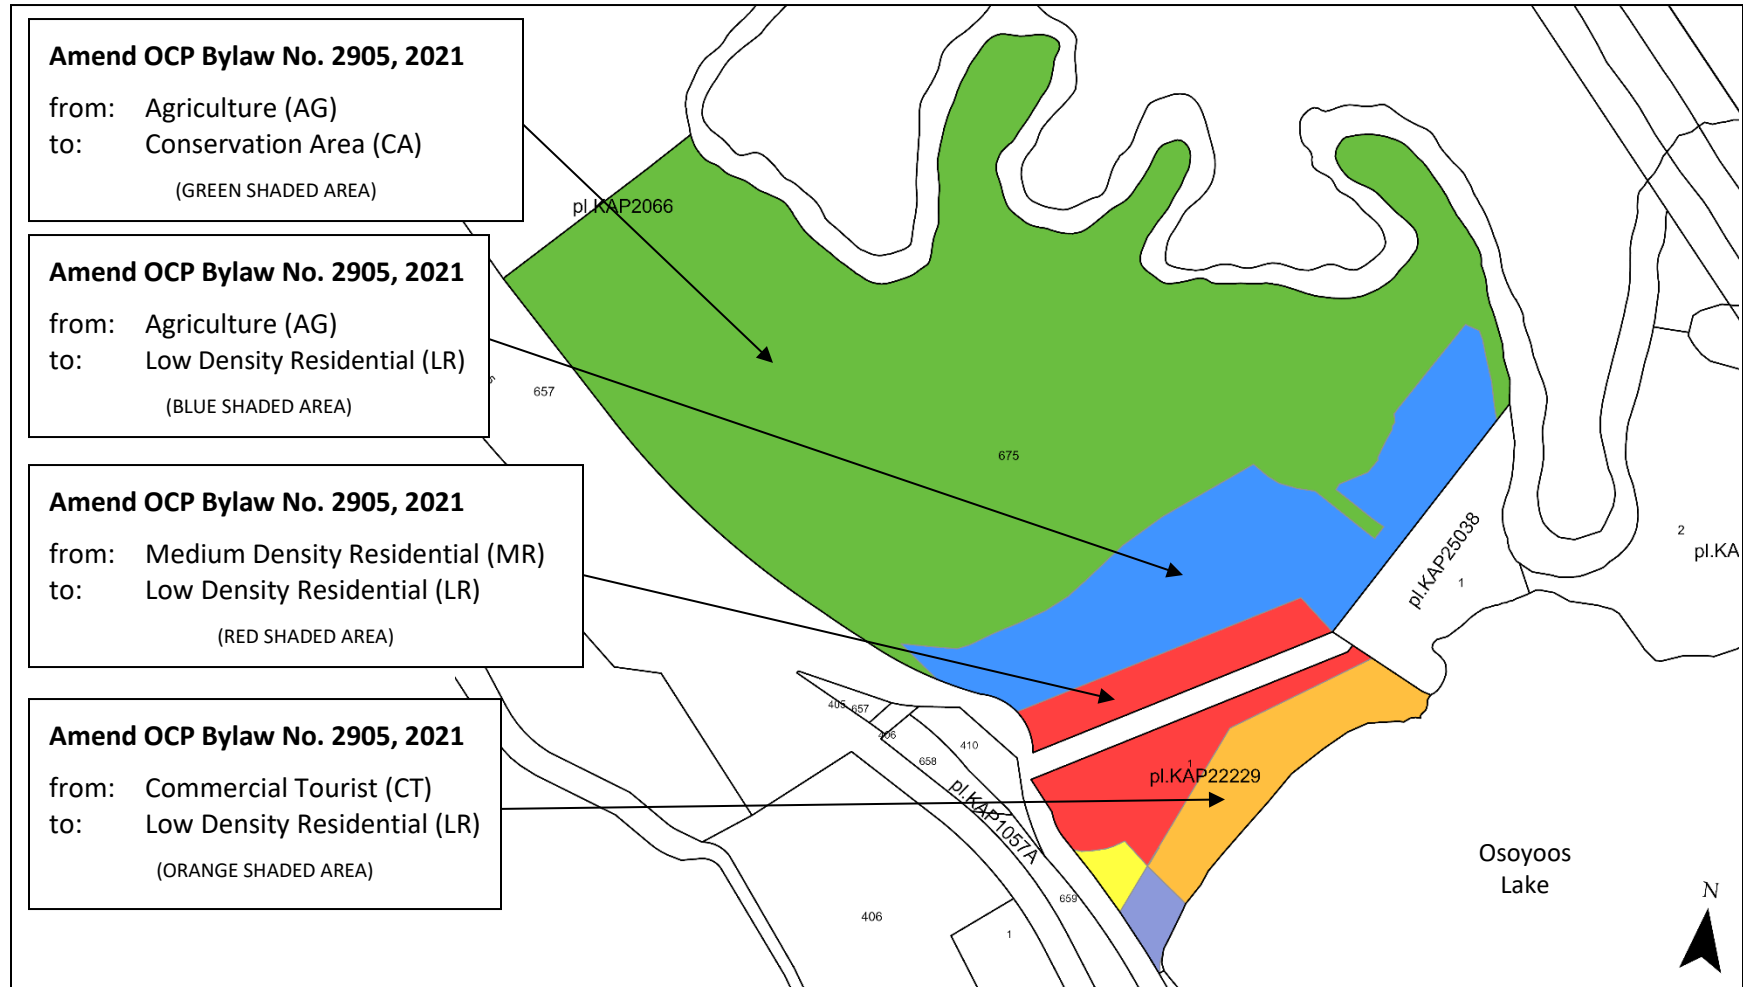 Amend OCP Bylaw No. 2905, 2021
from: Agriculture (AG)
to: Conservation Area (CA)
(GREEN SHADED AREA)
Amend OCP Bylaw No. 2905, 2021
from: Agriculture (AG)
to: Low Density Residential (LR)
(BLUE SHADED AREA)
Amend OCP Bylaw No. 2905, 2021
from: Medium Density Residential (MR)
to: Low Density Residential (LR)
(RED SHADED AREA)
Amend OCP Bylaw No. 2905, 2021
from: Commercial Tourist (CT)
to: Low Density Residential (LR)
(ORANGE SHADED AREA)
pl.KAP2066
657
675
pl.KAP25038
1
2
pl.KA
405
657
406
658
410
pl.KAP1057A
659
406
1
1
pl.KAP22229
Osoyoos
Lake
N